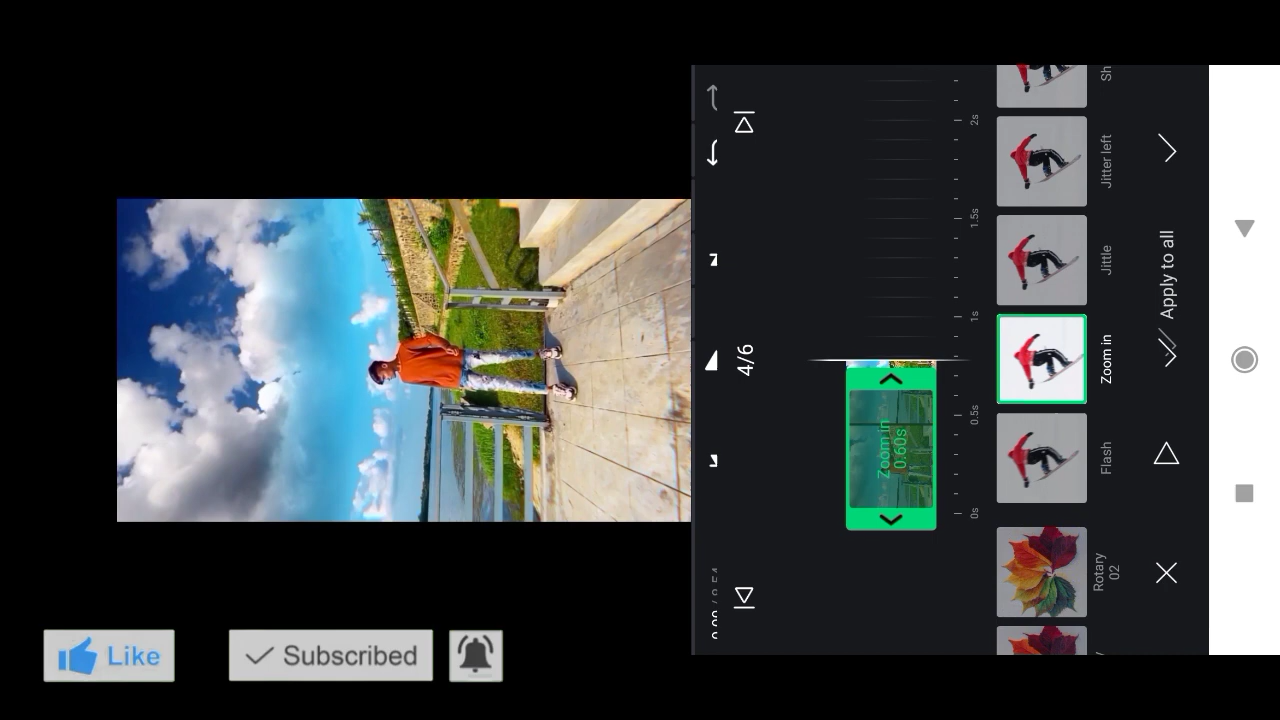 4/6
2s
1.5s
1s
0.5s
0s
Zoom in
0.60s
Sh
Jitter left
Jittle
Zoom in
Flash
Rotary
02
Apply to all
Like
Subscribed